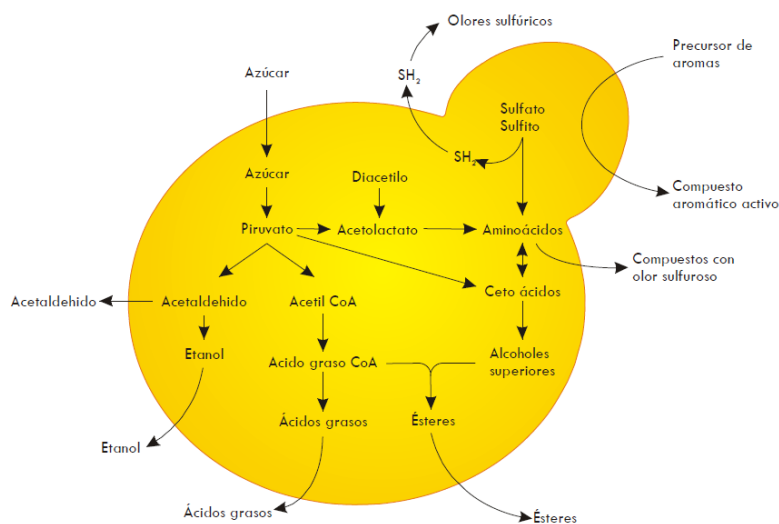 Olores sulfúricos
Precursor de
aromas
Azúcar
SH₂
Sulfato
Sulfito
SH₂
Azúcar
Diacetilo
Compuesto
aromático activo
Piruvato
Acetolactato
Aminoácidos
Compuestos con
olor sulfuroso
Ceto ácidos
Acetaldehido
Acetaldehido
Acetil CoA
Etanol
Acido graso CoA
Alcoholes
superiores
Ácidos grasos
Ésteres
Etanol
Ácidos grasos
Ésteres